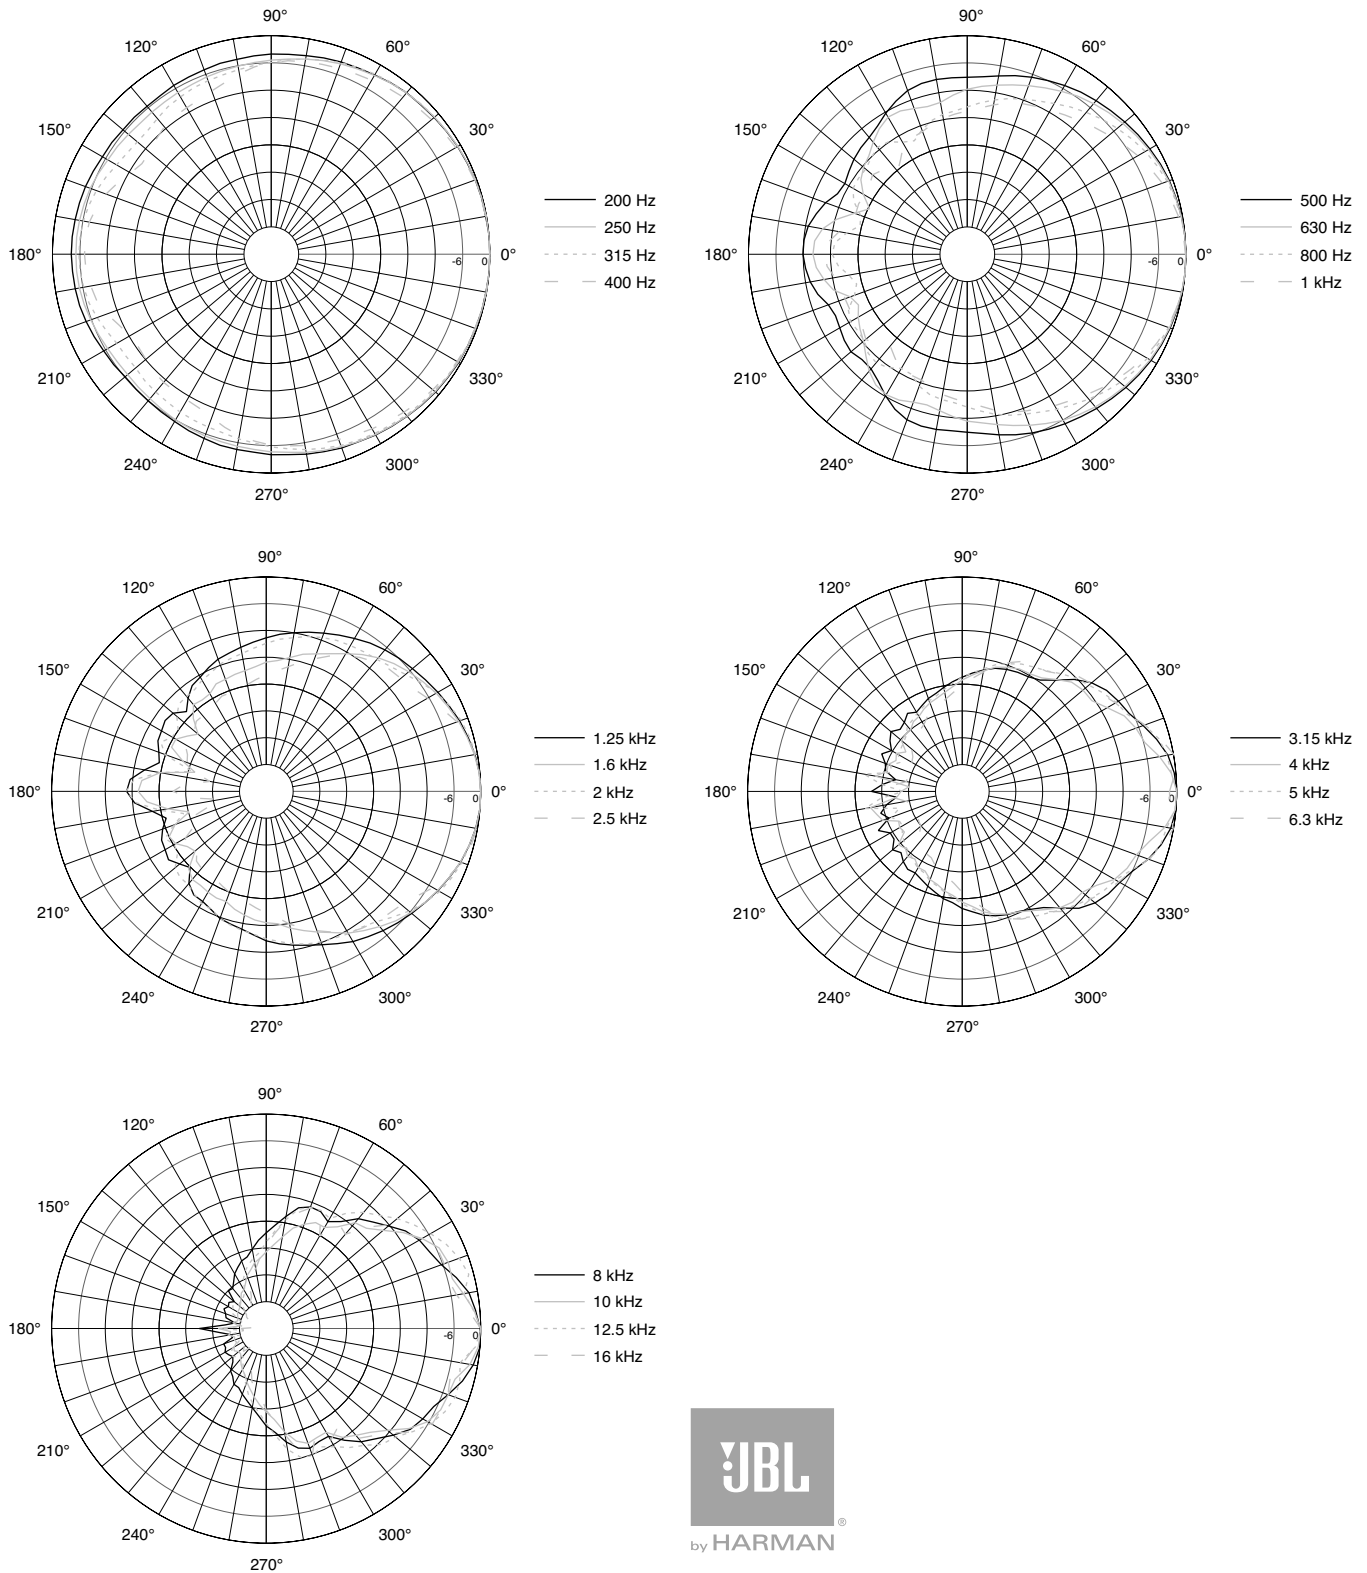 90°
120° 60°
150° 30°
180° -6 0 0°
210° 330°
240° 300°
270°
200 Hz
250 Hz
315 Hz
400 Hz
90°
120° 60°
150° 30°
180° -6 0 0°
210° 330°
240° 300°
270°
500 Hz
630 Hz
800 Hz
1 kHz
90°
120° 60°
150° 30°
180° -6 0 0°
210° 330°
240° 300°
270°
1.25 kHz
1.6 kHz
2 kHz
2.5 kHz
90°
120° 60°
150° 30°
180° -6 0 0°
210° 330°
240° 300°
270°
3.15 kHz
4 kHz
5 kHz
6.3 kHz
90°
120° 60°
150° 30°
180° -6 0 0°
210° 330°
240° 300°
270°
8 kHz
10 kHz
12.5 kHz
16 kHz
JBL ®
by HARMAN